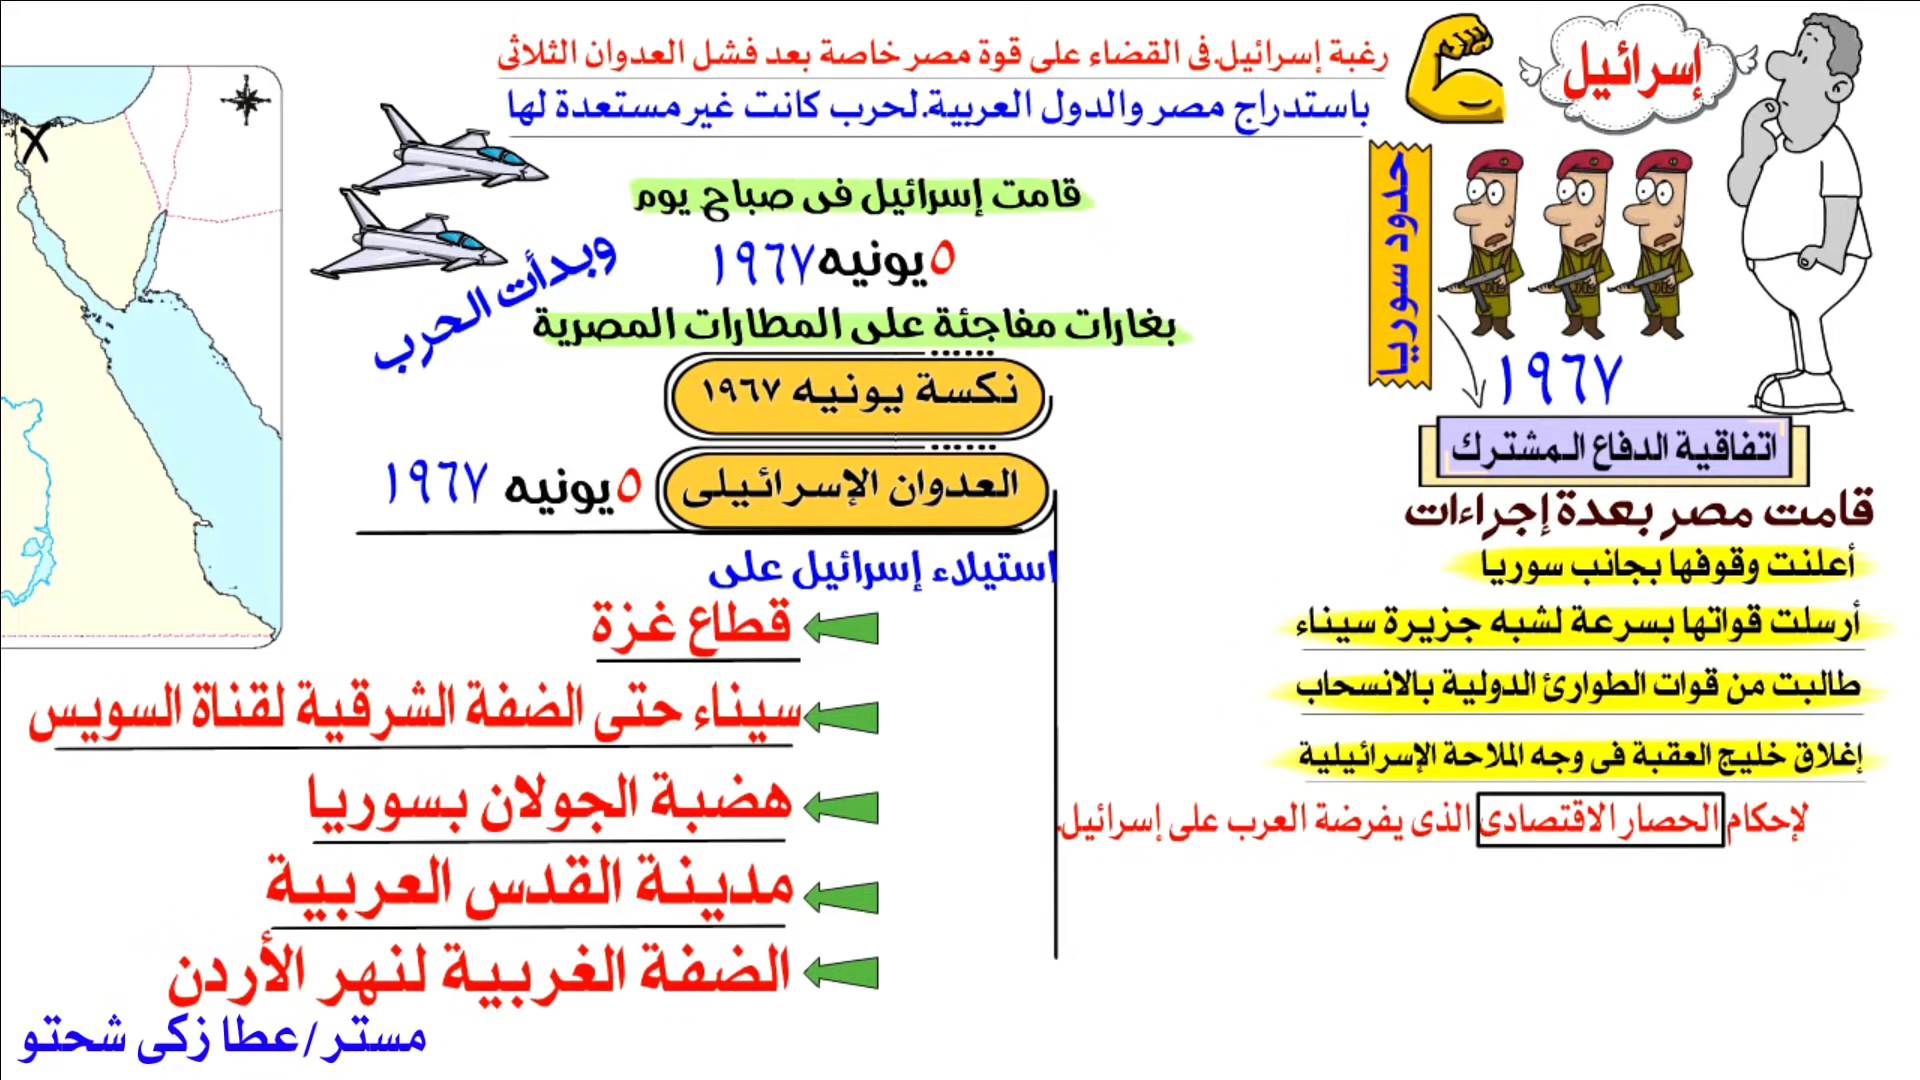 إسرائيل
رغبة إسرائيل.فى القضاء على قوة مصر خاصة بعد فشل العدوان الثلاثى
باستدراج مصر والدول العربية.لحرب كانت غير مستعدة لها
حدود سوريا
١٩٦٧
اتفاقية الدفاع المشترك
قامت مصر بعدة إجراءات
أعلنت وقوفها بجانب سوريا
أرسلت قواتها بسرعة لشبه جزيرة سيناء
طالبت من قوات الطوارئ الدولية بالانسحاب
إغلاق خليج العقبة فى وجه الملاحة الإسرائيلية
لإحكام الحصار الاقتصادى الذى يفرضة العرب على إسرائيل.
قامت إسرائيل فى صباح يوم
٥ يونيه ١٩٦٧
بغارات مفاجئة على المطارات المصرية
وبدأت الحرب
نكسة يونيه ١٩٦٧
العدوان الإسرائيلى ٥ يونيه ١٩٦٧
استيلاء إسرائيل على
قطاع غزة
سيناء حتى الضفة الشرقية لقناة السويس
هضبة الجولان بسوريا
مدينة القدس العربية
الضفة الغربية لنهر الأردن
مستر/عطا زكى شحتو